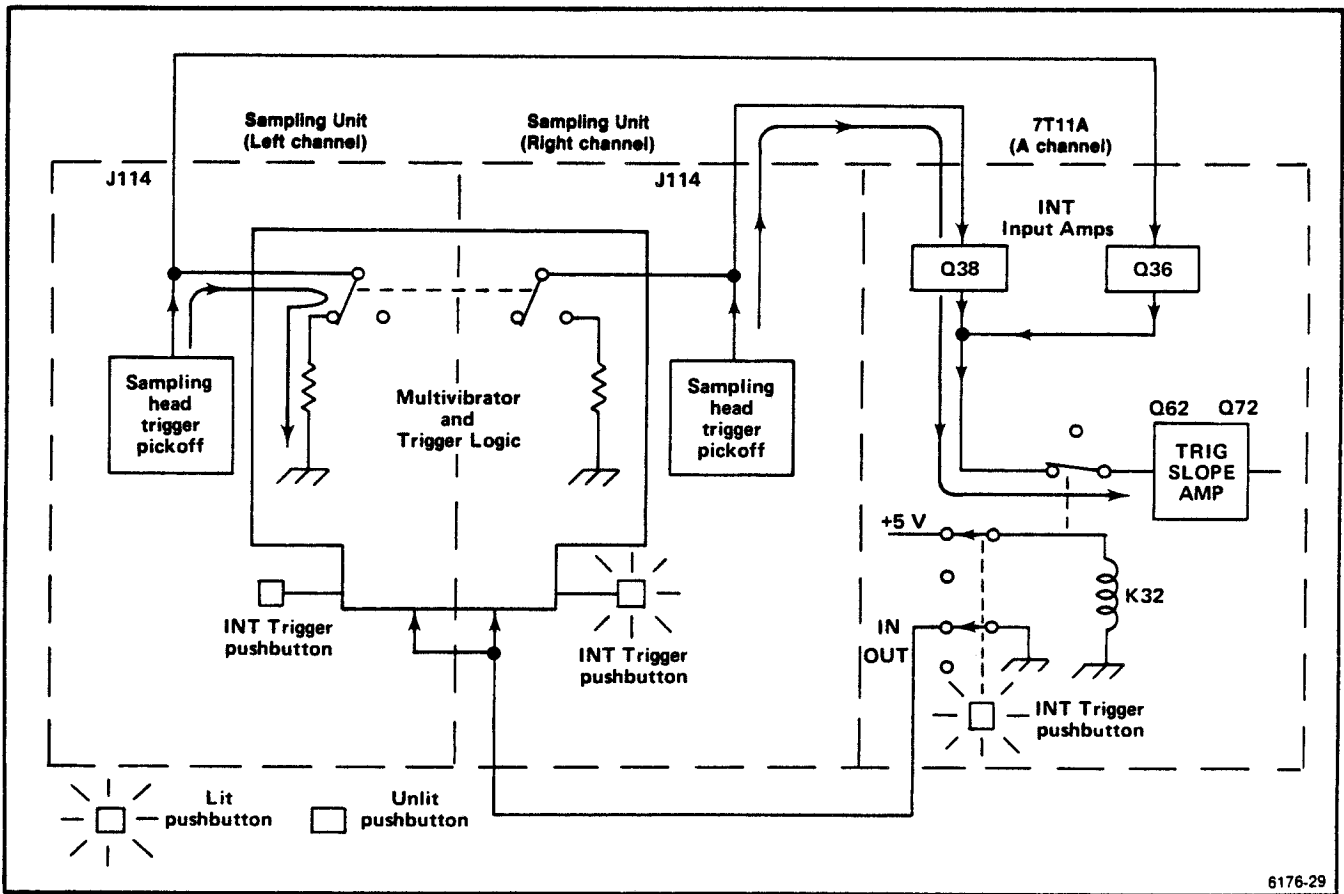 Sampling Unit
(Left channel)
Sampling Unit
(Right channel)
7T11A
(A channel)
J114
J114
INT
Input Amps
Q38
Q36
Sampling
head
trigger
pickoff
Multivibrator
and
Trigger Logic
Sampling
head
trigger
pickoff
Q62 Q72
TRIG
SLOPE
AMP
+5 V
K32
IN
OUT
INT Trigger
pushbutton
INT Trigger
pushbutton
INT Trigger
pushbutton
Lit
pushbutton
Unlit
pushbutton
6176-29